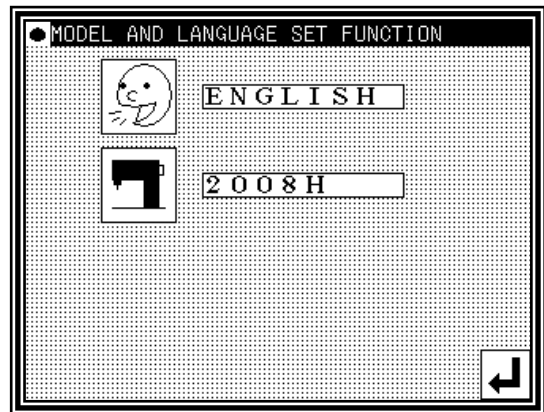 MODEL AND LANGUAGE SET FUNCTION
ENGLISH
2008H